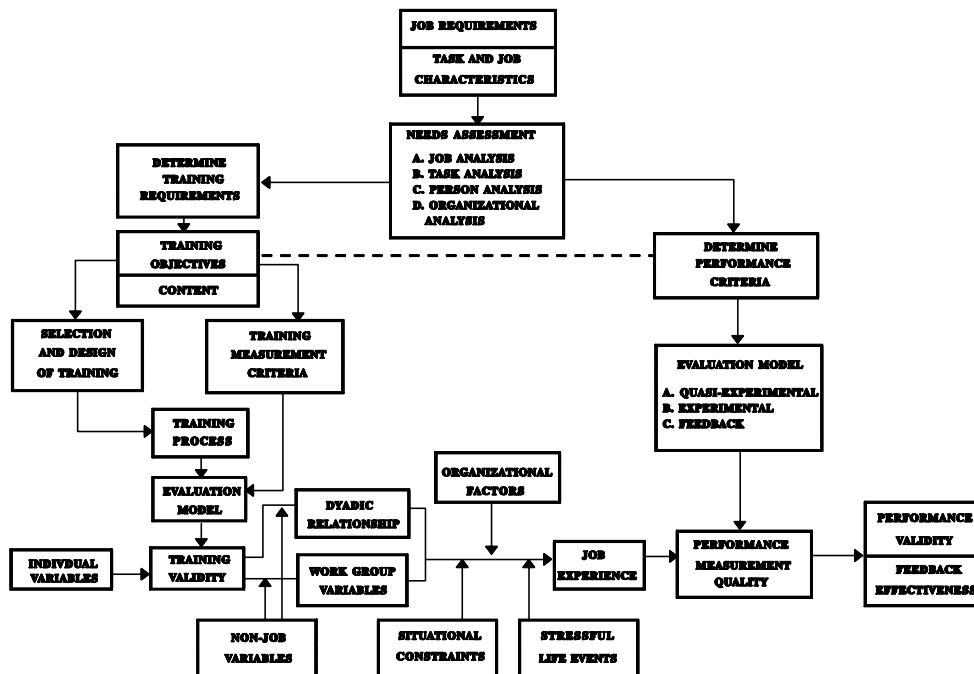 JOB REQUIREMENTS
TASK AND JOB
CHARACTERISTICS
NEEDS ASSESSMENT
A. JOB ANALYSIS
B. TASK ANALYSIS
C. PERSON ANALYSIS
D. ORGANIZATIONAL
ANALYSIS
DETERMINE
TRAINING
REQUIREMENTS
TRAINING
OBJECTIVES
CONTENT
DETERMINE
PERFORMANCE
CRITERIA
SELECTION
AND DESIGN
OF TRAINING
TRAINING
MEASUREMENT
CRITERIA
EVALUATION MODEL
A. QUASI-EXPERIMENTAL
B. EXPERIMENTAL
C. FEEDBACK
TRAINING
PROCESS
EVALUATION
MODEL
ORGANIZATIONAL
FACTORS
DYADIC
RELATIONSHIP
INDIVDUAL
VARIABLES
TRAINING
VALIDITY
WORK GROUP
VARIABLES
JOB
EXPERIENCE
PERFORMANCE
MEASUREMENT
QUALITY
PERFORMANCE
VALIDITY
FEEDBACK
EFFECTIVENESS
NON-JOB
VARIABLES
SITUATIONAL
CONSTRAINTS
STRESSFUL
LIFE EVENTS